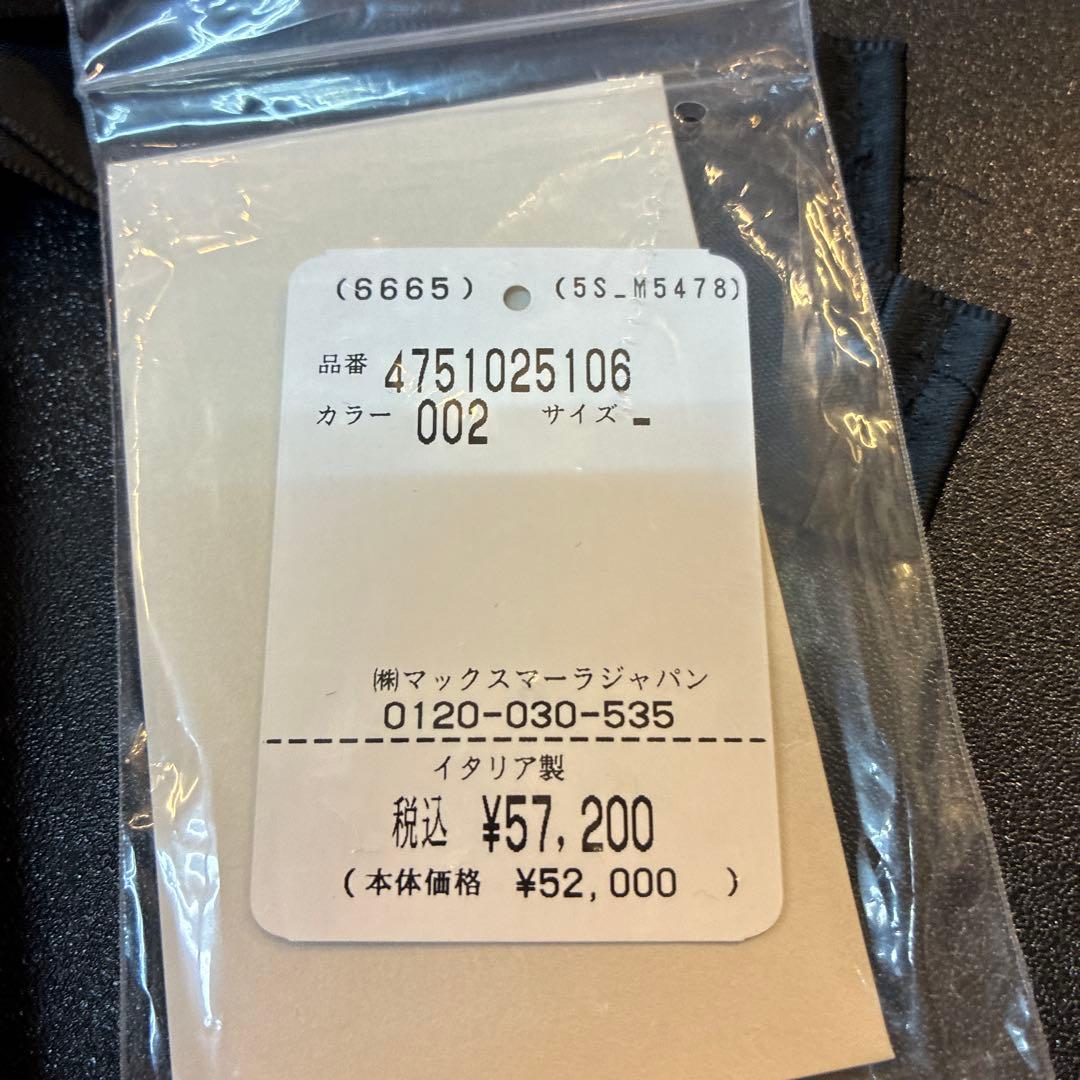 (6665) (5S_M5478)
品番 4751025106
カラー 002 サイズ -
㈱マックスマーラジャパン
0120-030-535
イタリア製
税込 ¥57,200
(本体価格 ¥52,000 )